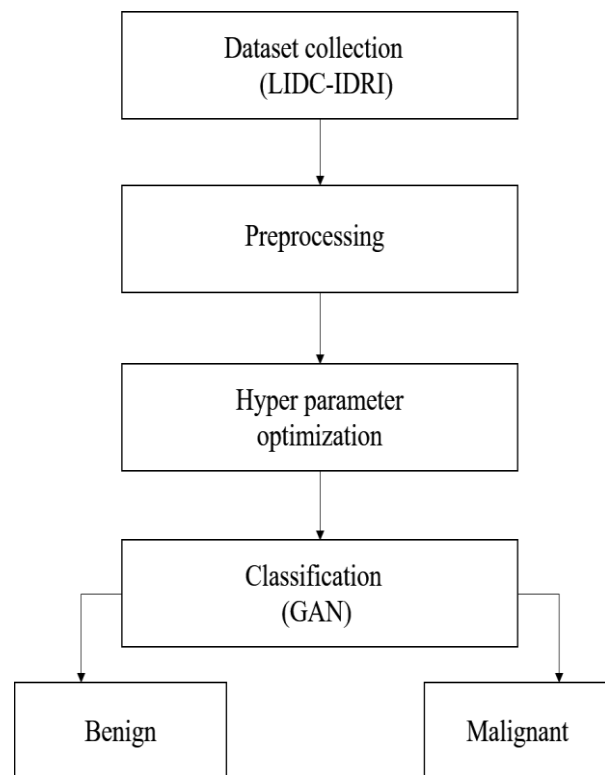 Dataset collection
(LIDC-IDRI)
Preprocessing
Hyper parameter
optimization
Classification
(GAN)
Benign
Malignant